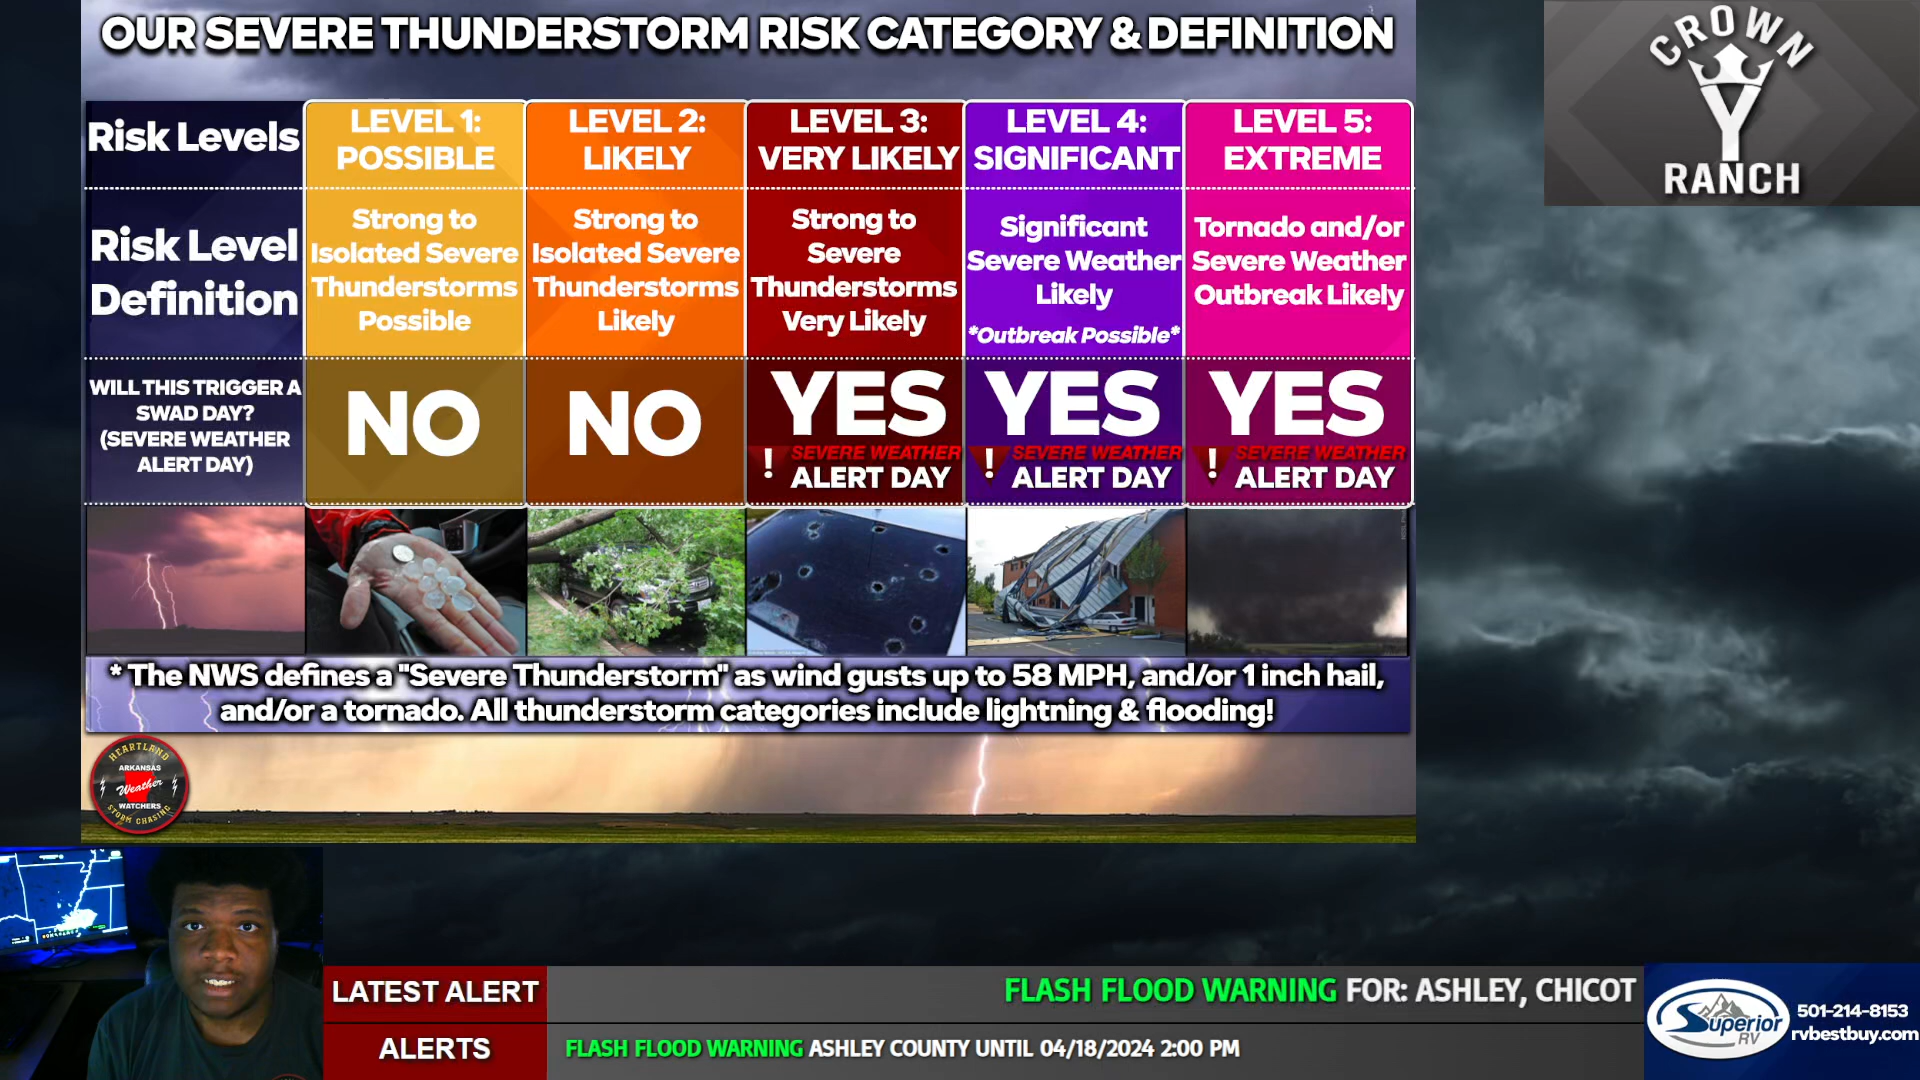 OUR SEVERE THUNDERSTORM RISK CATEGORY & DEFINITION
CROWN
Y
RANCH
Risk Levels
LEVEL 1:
POSSIBLE
LEVEL 2:
LIKELY
LEVEL 3:
VERY LIKELY
LEVEL 4:
SIGNIFICANT
LEVEL 5:
EXTREME
Risk Level
Definition
Strong to
Isolated Severe
Thunderstorms
Possible
Strong to
Isolated Severe
Thunderstorms
Likely
Strong to
Severe
Thunderstorms
Very Likely
Significant
Severe Weather
Likely
*Outbreak Possible*
Tornado and/or
Severe Weather
Outbreak Likely
WILL THIS TRIGGER A
SWAD DAY?
(SEVERE WEATHER
ALERT DAY)
NO
NO
YES
! SEVERE WEATHER
ALERT DAY
YES
! SEVERE WEATHER
ALERT DAY
YES
! SEVERE WEATHER
ALERT DAY
* The NWS defines a "Severe Thunderstorm" as wind gusts up to 58 MPH, and/or 1 inch hail,
and/or a tornado. All thunderstorm categories include lightning & flooding!
HEARTLAND
ARKANSAS
Weather
WATCHERS
STORM CHASING
LATEST ALERT
FLASH FLOOD WARNING FOR: ASHLEY, CHICOT
ALERTS
FLASH FLOOD WARNING ASHLEY COUNTY UNTIL 04/18/2024 2:00 PM
Superior
RV
501-214-8153
rvbestbuy.com